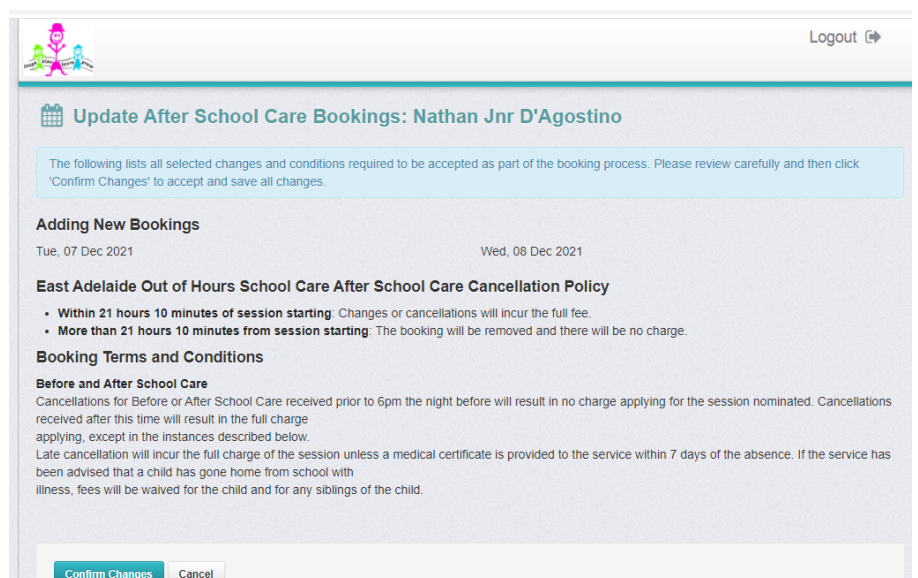 Logout
Update After School Care Bookings: Nathan Jnr D'Agostino
The following lists all selected changes and conditions required to be accepted as part of the booking process. Please review carefully and then click
'Confirm Changes' to accept and save all changes.
Adding New Bookings
Tue, 07 Dec 2021 Wed, 08 Dec 2021
East Adelaide Out of Hours School Care After School Care Cancellation Policy
• Within 21 hours 10 minutes of session starting: Changes or cancellations will incur the full fee.
• More than 21 hours 10 minutes from session starting: The booking will be removed and there will be no charge.
Booking Terms and Conditions
Before and After School Care
Cancellations for Before or After School Care received prior to 6pm the night before will result in no charge applying for the session nominated. Cancellations
received after this time will result in the full charge
applying, except in the instances described below.
Late cancellation will incur the full charge of the session unless a medical certificate is provided to the service within 7 days of the absence. If the service has
been advised that a child has gone home from school with
illness, fees will be waived for the child and for any siblings of the child.
Confirm Changes Cancel